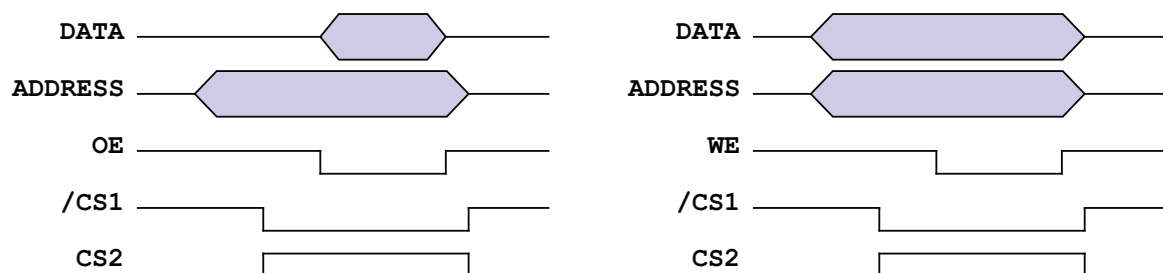 DATA
ADDRESS
OE
/CS1
CS2
DATA
ADDRESS
WE
/CS1
CS2